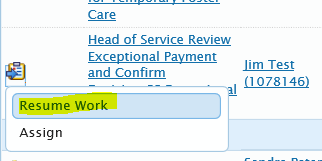 for Temporary Foster
Care
Head of Service Review
Exceptional Payment
and Confirm
Jim Test
(1078146)
Resume Work
Assign